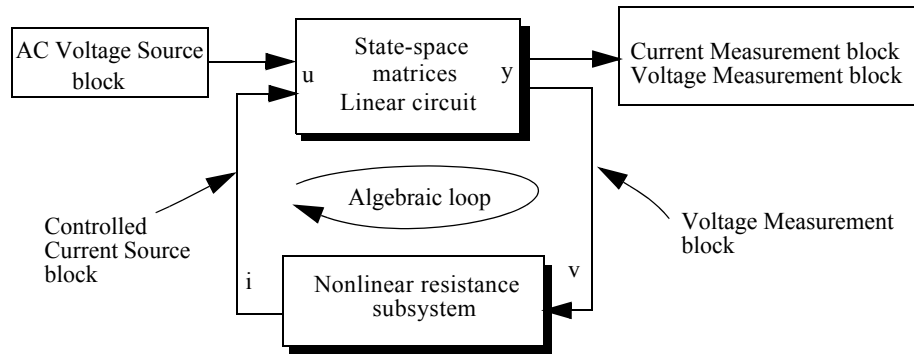 AC Voltage Source
block
State-space
matrices
Linear circuit
u
y
Current Measurement block
Voltage Measurement block
Algebraic loop
Controlled
Current Source
block
Voltage Measurement
block
i
v
Nonlinear resistance
subsystem